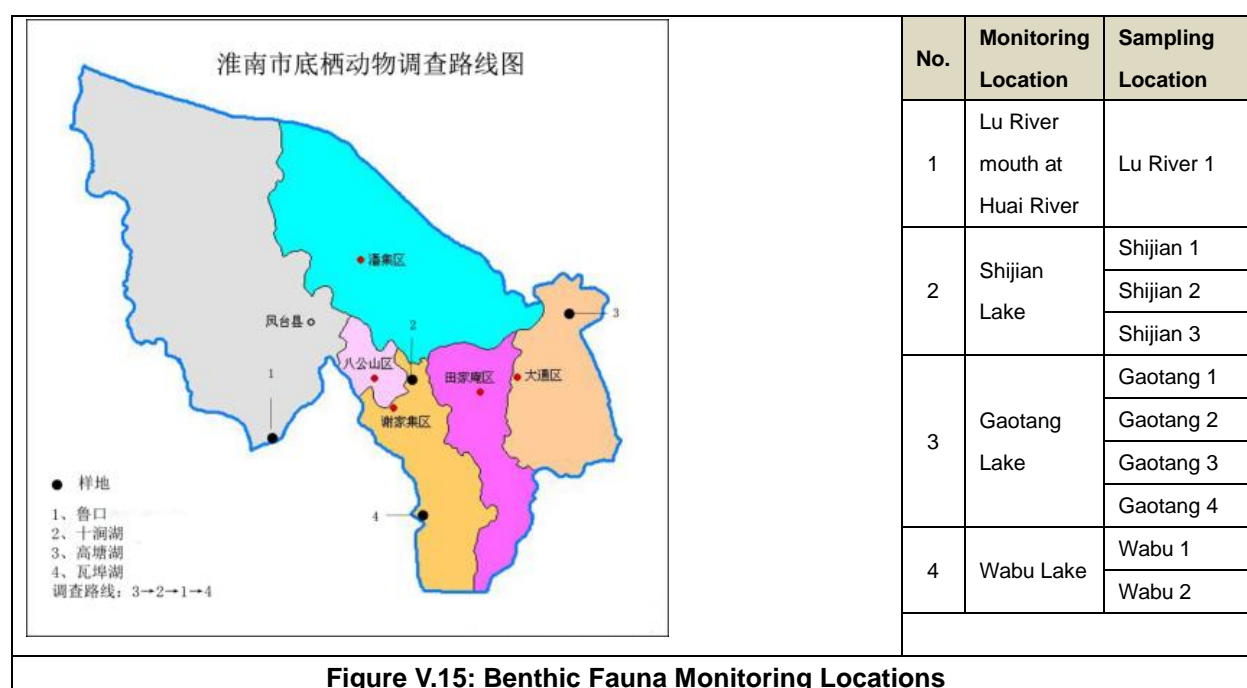 淮南市底栖动物调查路线图
潘集区
凤台县
2
3
八公山区
1
田家庵区
大通区
谢家集区
4
样地
1、鲁口
2、十涧湖
3、高塘湖
4、瓦埠湖
调查路线：3→2→1→4
No.
Monitoring
Location
Sampling
Location
1
Lu River
mouth at
Huai River
Lu River 1
2
Shijian
Lake
Shijian 1
Shijian 2
Shijian 3
3
Gaotang
Lake
Gaotang 1
Gaotang 2
Gaotang 3
Gaotang 4
4
Wabu Lake
Wabu 1
Wabu 2
Figure V.15: Benthic Fauna Monitoring Locations